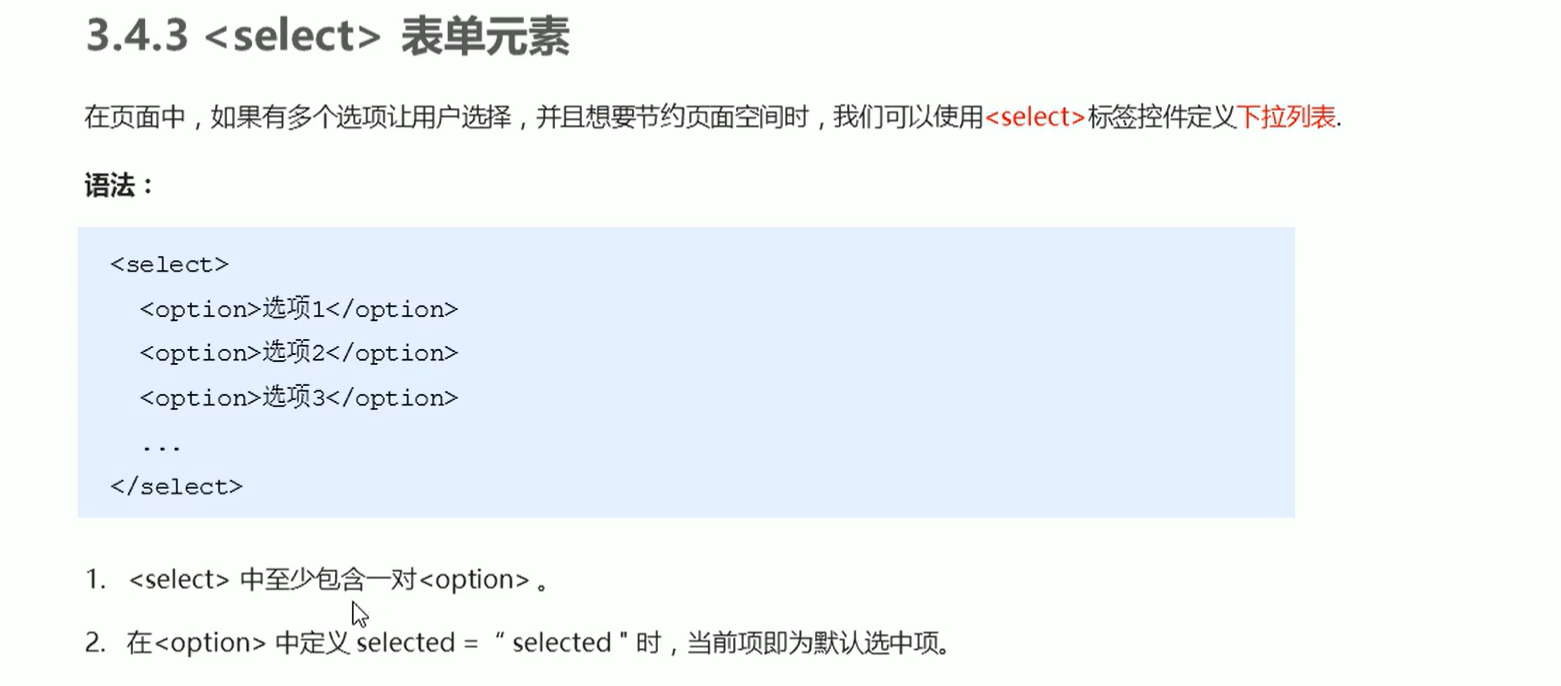 3.4.3 <select> 表单元素
在页面中，如果有多个选项让用户选择，并且想要节约页面空间时，我们可以使用<select>标签控件定义下拉列表.
语法：
<select>
<option>选项1</option>
<option>选项2</option>
<option>选项3</option>
...
</select>
1. <select> 中至少包含一对<option> 。
2. 在<option> 中定义 selected = “ selected " 时，当前项即为默认选中项。